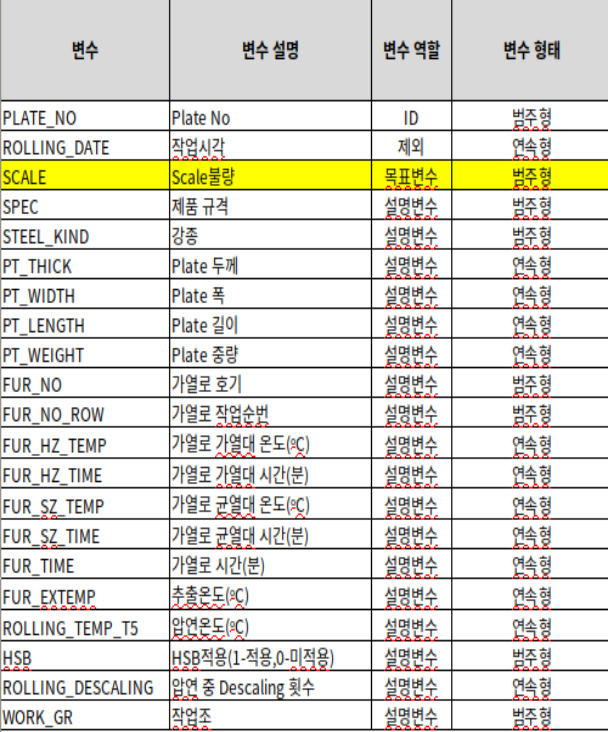 변수 변수 설명 변수 역할 변수 형태
PLATE_NO Plate No ID 범주형
ROLLING_DATE 작업시각 제외 연속형
SCALE Scale불량 목표변수 범주형
SPEC 제품 규격 설명변수 범주형
STEEL_KIND 강종 설명변수 범주형
PT_THICK Plate 두께 설명변수 연속형
PT_WIDTH Plate 폭 설명변수 연속형
PT_LENGTH Plate 길이 설명변수 연속형
PT_WEIGHT Plate 중량 설명변수 연속형
FUR_NO 가열로 호기 설명변수 범주형
FUR_NO_ROW 가열로 작업순번 설명변수 범주형
FUR_HZ_TEMP 가열로 가열대 온도(ºC) 설명변수 연속형
FUR_HZ_TIME 가열로 가열대 시간(분) 설명변수 연속형
FUR_SZ_TEMP 가열로 균열대 온도(ºC) 설명변수 연속형
FUR_SZ_TIME 가열로 균열대 시간(분) 설명변수 연속형
FUR_TIME 가열로 시간(분) 설명변수 연속형
FUR_EXTEMP 추출온도(ºC) 설명변수 연속형
ROLLING_TEMP_T5 압연온도(ºC) 설명변수 연속형
HSB HSB적용(1-적용,0-미적용) 설명변수 범주형
ROLLING_DESCALING 압연 중 Descaling 횟수 설명변수 연속형
WORK_GR 작업조 설명변수 범주형